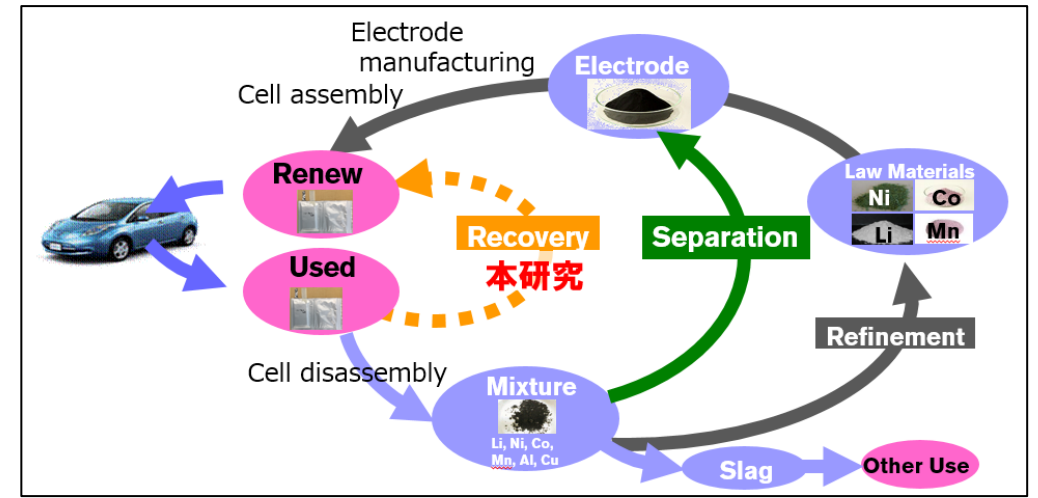 Electrode
manufacturing
Cell assembly
Electrode
Law Materials
Ni
Co
Li
Mn
Renew
Recovery
本研究
Separation
Used
Refinement
Cell disassembly
Mixture
Li, Ni, Co,
Mn, Al, Cu
Slag
Other Use